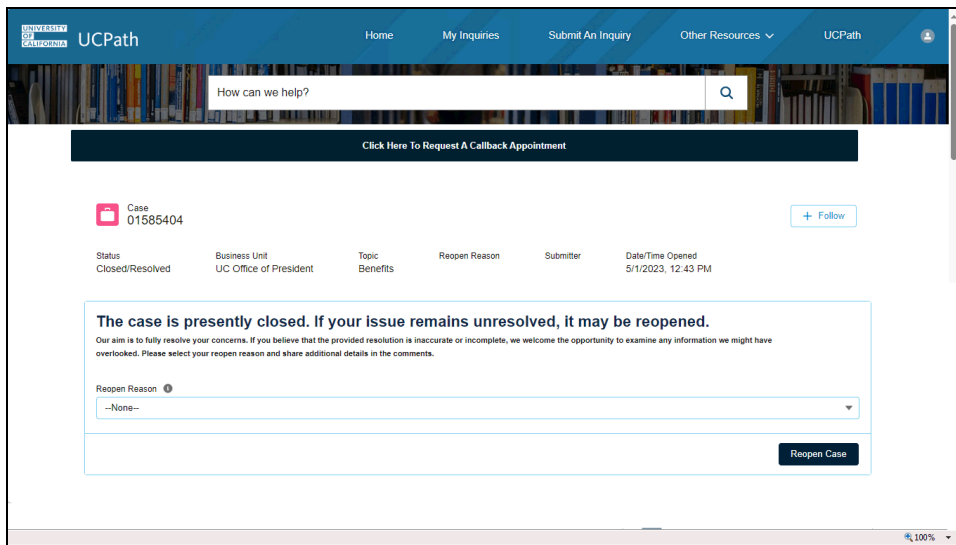 UNIVERSITY
OF
CALIFORNIA
UCPath
Home
My Inquiries
Submit An Inquiry
Other Resources
UCPath
How can we help?
Click Here To Request A Callback Appointment
Case
01585404
+ Follow
Status
Business Unit
Topic
Reopen Reason
Submitter
Date/Time Opened
Closed/Resolved
UC Office of President
Benefits
5/1/2023, 12:43 PM
The case is presently closed. If your issue remains unresolved, it may be reopened.
Our aim is to fully resolve your concerns. If you believe that the provided resolution is inaccurate or incomplete, we welcome the opportunity to examine any information we might have
overlooked. Please select your reopen reason and share additional details in the comments.
Reopen Reason
--None--
Reopen Case
100%